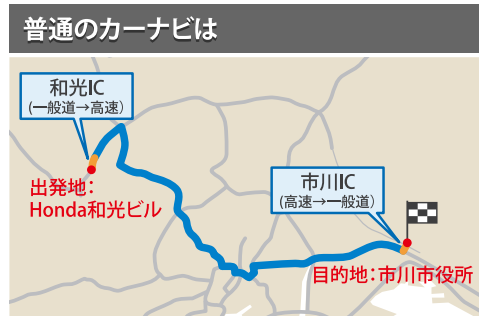 普通のカーナビは
和光IC
(一般道→高速)
出発地：
Honda和光ビル
市川IC
(高速→一般道)
目的地：市川市役所